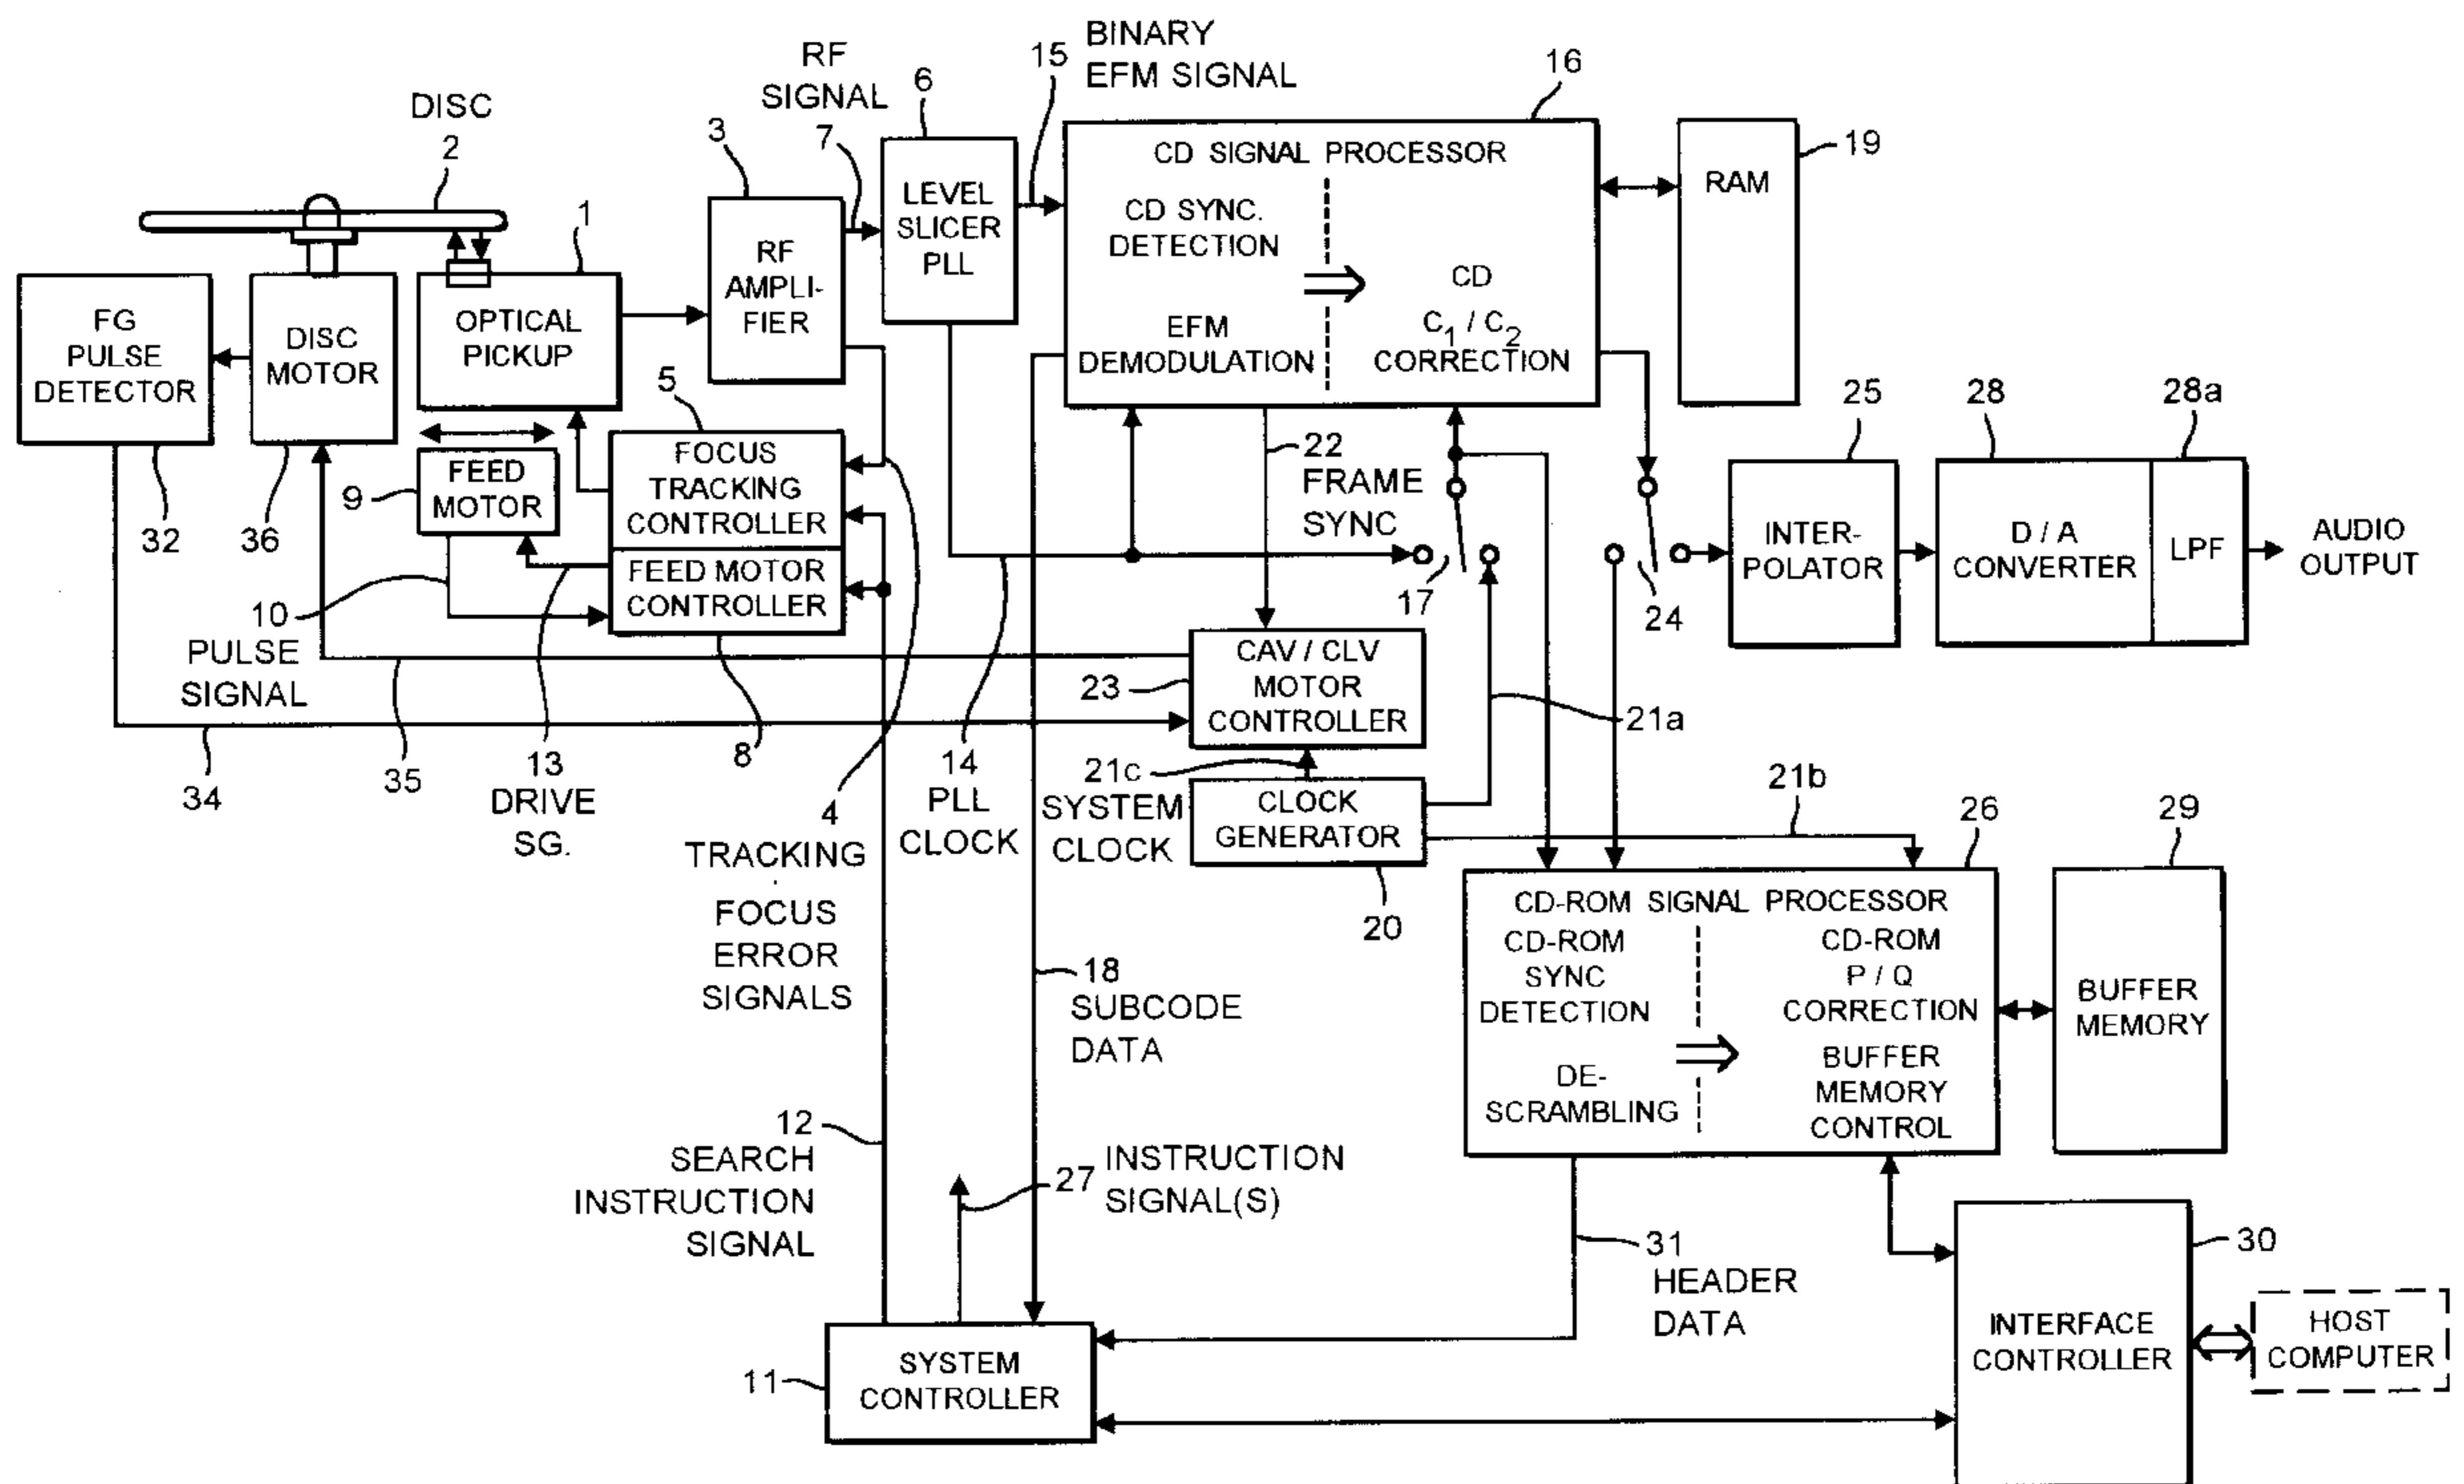 DISC
2
RF
SIGNAL
7
3
6
15
BINARY
EFM SIGNAL
16
19
1
RF
AMPLI-
FIER
LEVEL
SLICER
PLL
CD SIGNAL PROCESSOR
CD SYNC.
DETECTION
EFM
DEMODULATION
CD
C1 / C2
CORRECTION
RAM
FG
PULSE
DETECTOR
DISC
MOTOR
OPTICAL
PICKUP
5
FOCUS
TRACKING
CONTROLLER
FEED MOTOR
CONTROLLER
FEED
MOTOR
9
32
36
10
PULSE
SIGNAL
34
35
13
DRIVE
SG.
8
4
TRACKING
FOCUS
ERROR
SIGNALS
14
PLL
CLOCK
22
FRAME
SYNC
17
24
25
INTER-
POLATOR
28
D / A
CONVERTER
28a
LPF
AUDIO
OUTPUT
23
CAV / CLV
MOTOR
CONTROLLER
21a
21c
SYSTEM
CLOCK
CLOCK
GENERATOR
20
21b
26
29
CD-ROM SIGNAL PROCESSOR
CD-ROM
SYNC
DETECTION
DE-
SCRAMBLING
CD-ROM
P / Q
CORRECTION
BUFFER
MEMORY
CONTROL
BUFFER
MEMORY
18
SUBCODE
DATA
12
SEARCH
INSTRUCTION
SIGNAL
27
INSTRUCTION
SIGNAL(S)
31
HEADER
DATA
30
INTERFACE
CONTROLLER
HOST
COMPUTER
11
SYSTEM
CONTROLLER